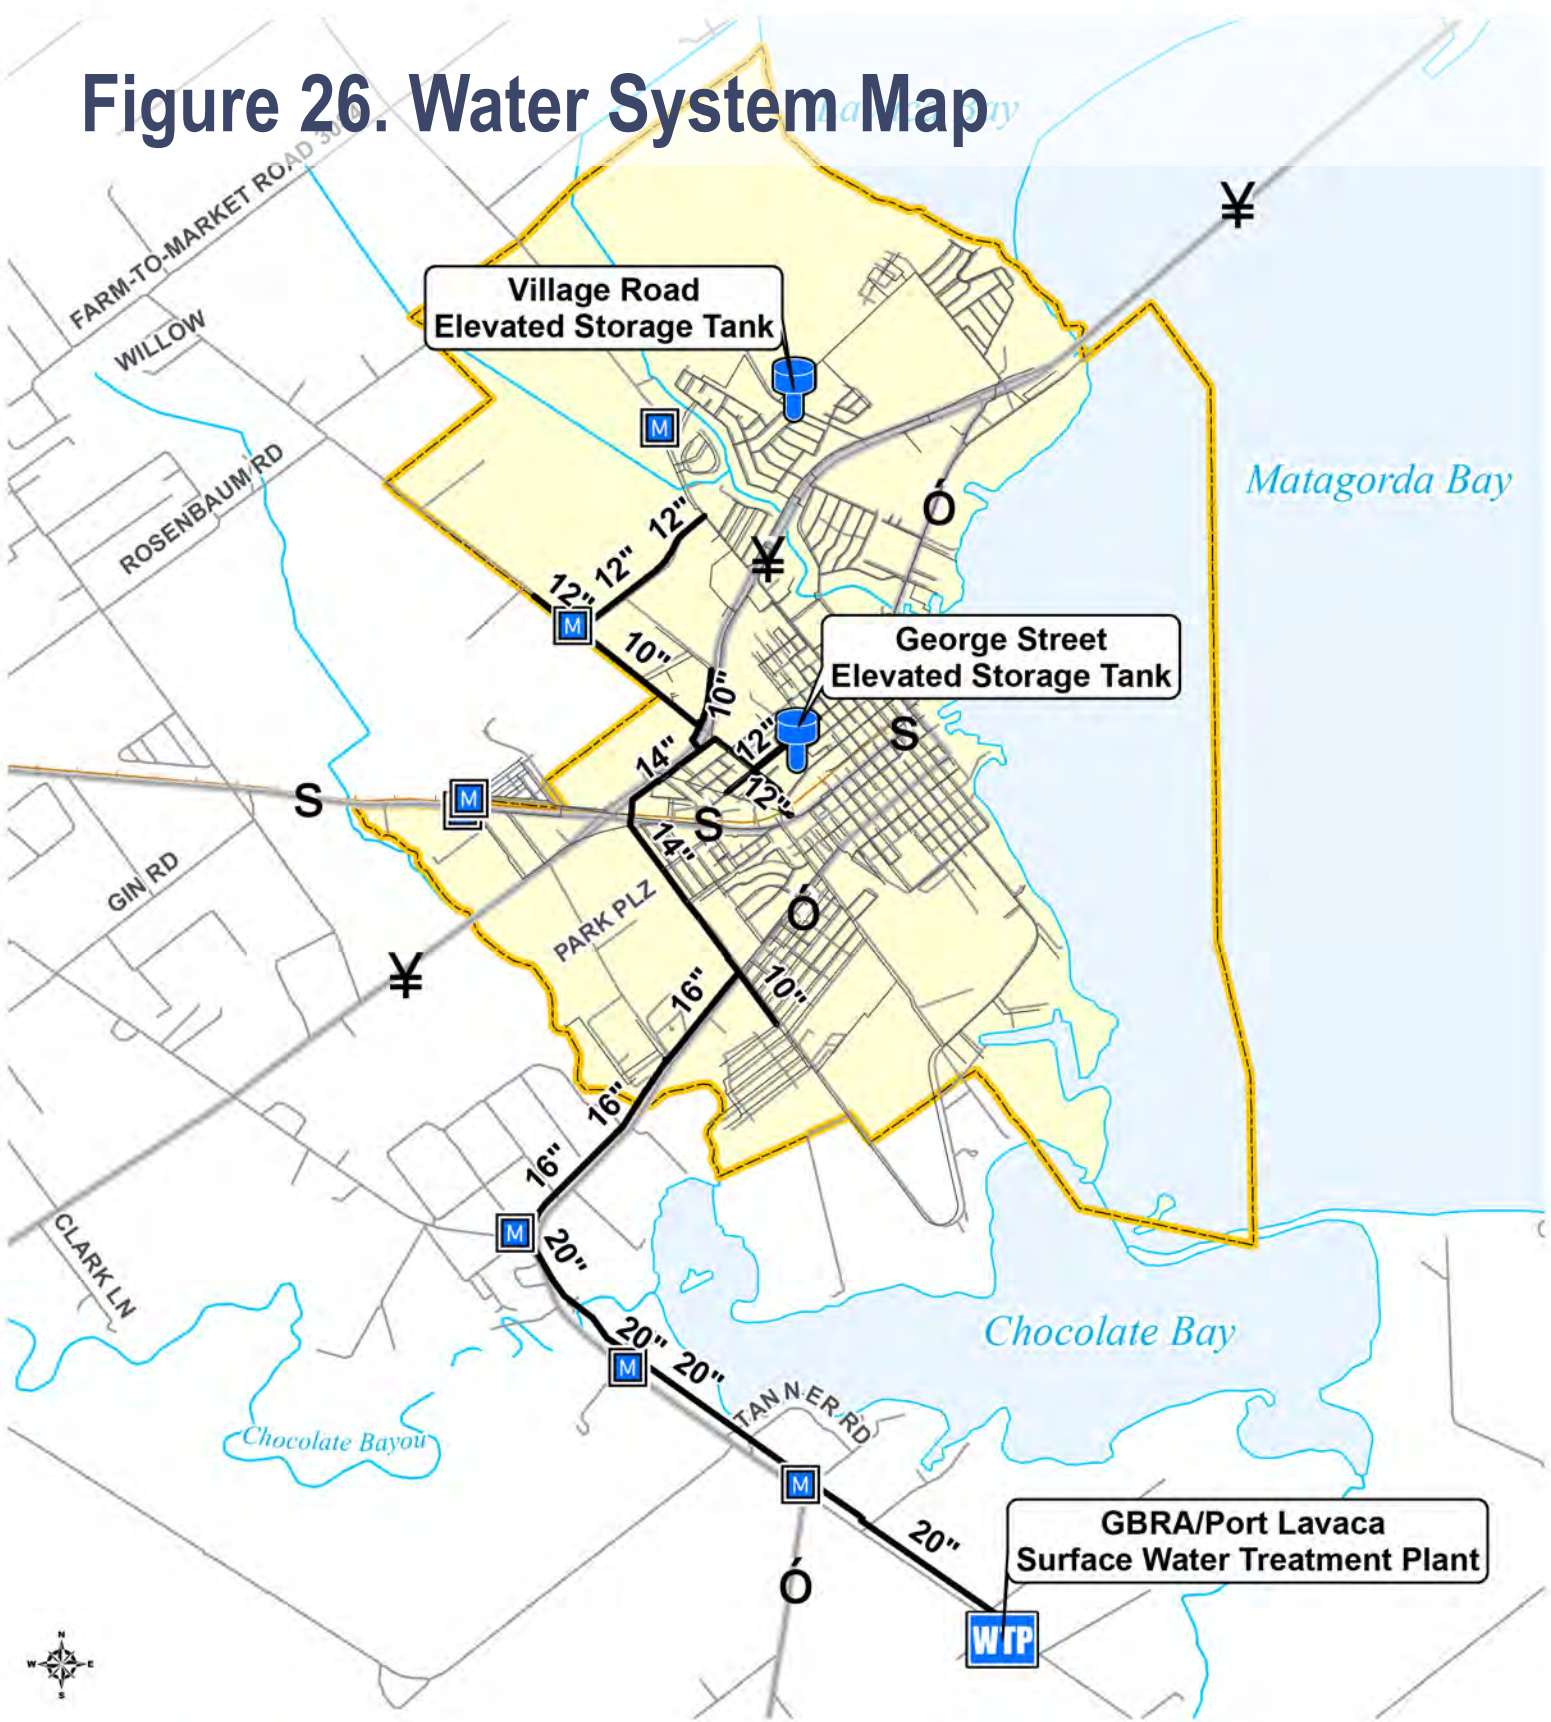 Figure 26. Water System Map
Lavaca Bay
FARM-TO-MARKET ROAD 3084
¥
Village Road
Elevated Storage Tank
WILLOW
M
ROSENBAUM RD
Matagorda Bay
Ó
12"
12"
12"
¥
M
10"
George Street
Elevated Storage Tank
10"
12"
S
14"
12"
S
M
S
14"
GIN RD
PARK PLZ
Ó
¥
16"
10"
16"
16"
CLARK LN
M
20"
20"
20"
M
Chocolate Bay
TANNER RD
Chocolate Bayou
M
20"
GBRA/Port Lavaca
Surface Water Treatment Plant
Ó
WTP
N
W
E
S